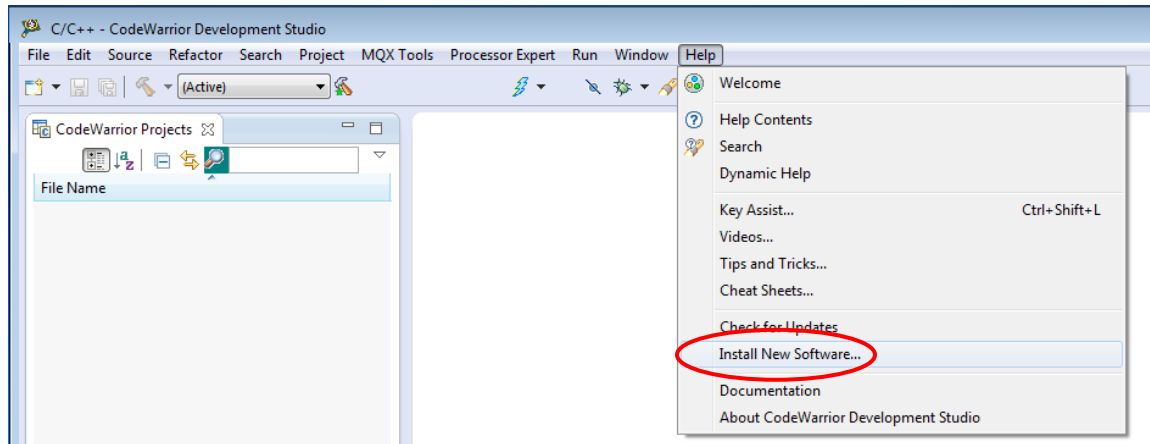 C/C++ - CodeWarrior Development Studio
File Edit Source Refactor Search Project MQX Tools Processor Expert Run Window Help
(Active)
CodeWarrior Projects
File Name
Welcome
Help Contents
Search
Dynamic Help
Key Assist... Ctrl+Shift+L
Videos...
Tips and Tricks...
Cheat Sheets...
Check for Updates
Install New Software...
Documentation
About CodeWarrior Development Studio